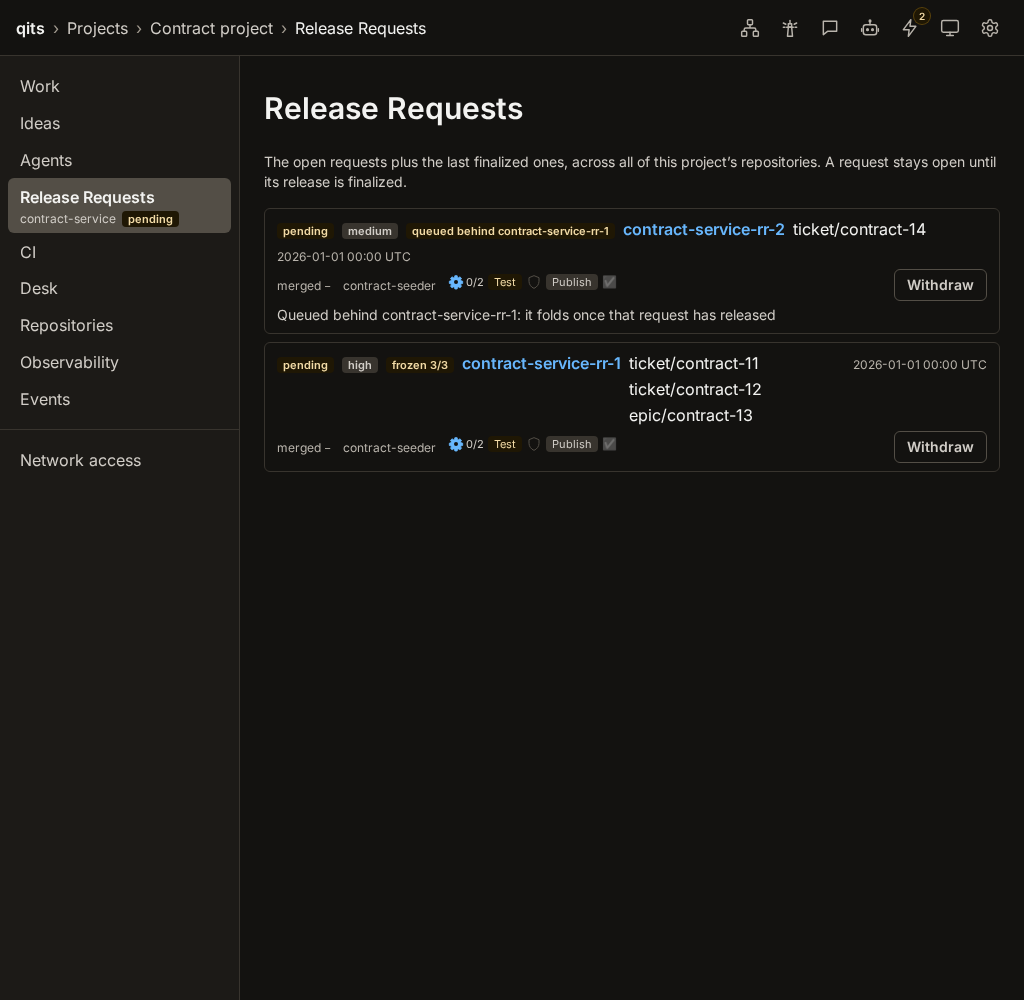 qits › Projects › Contract project › Release Requests
2
Work
Ideas
Agents
Release Requests
contract-service pending
CI
Desk
Repositories
Observability
Events
Network access
Release Requests
The open requests plus the last finalized ones, across all of this project's repositories. A request stays open until
its release is finalized.
pending medium queued behind contract-service-rr-1 contract-service-rr-2 ticket/contract-14
2026-01-01 00:00 UTC
merged – contract-seeder 0/2 Test Publish Withdraw
Queued behind contract-service-rr-1: it folds once that request has released
pending high frozen 3/3 contract-service-rr-1 ticket/contract-11 2026-01-01 00:00 UTC
ticket/contract-12
epic/contract-13
merged – contract-seeder 0/2 Test Publish Withdraw